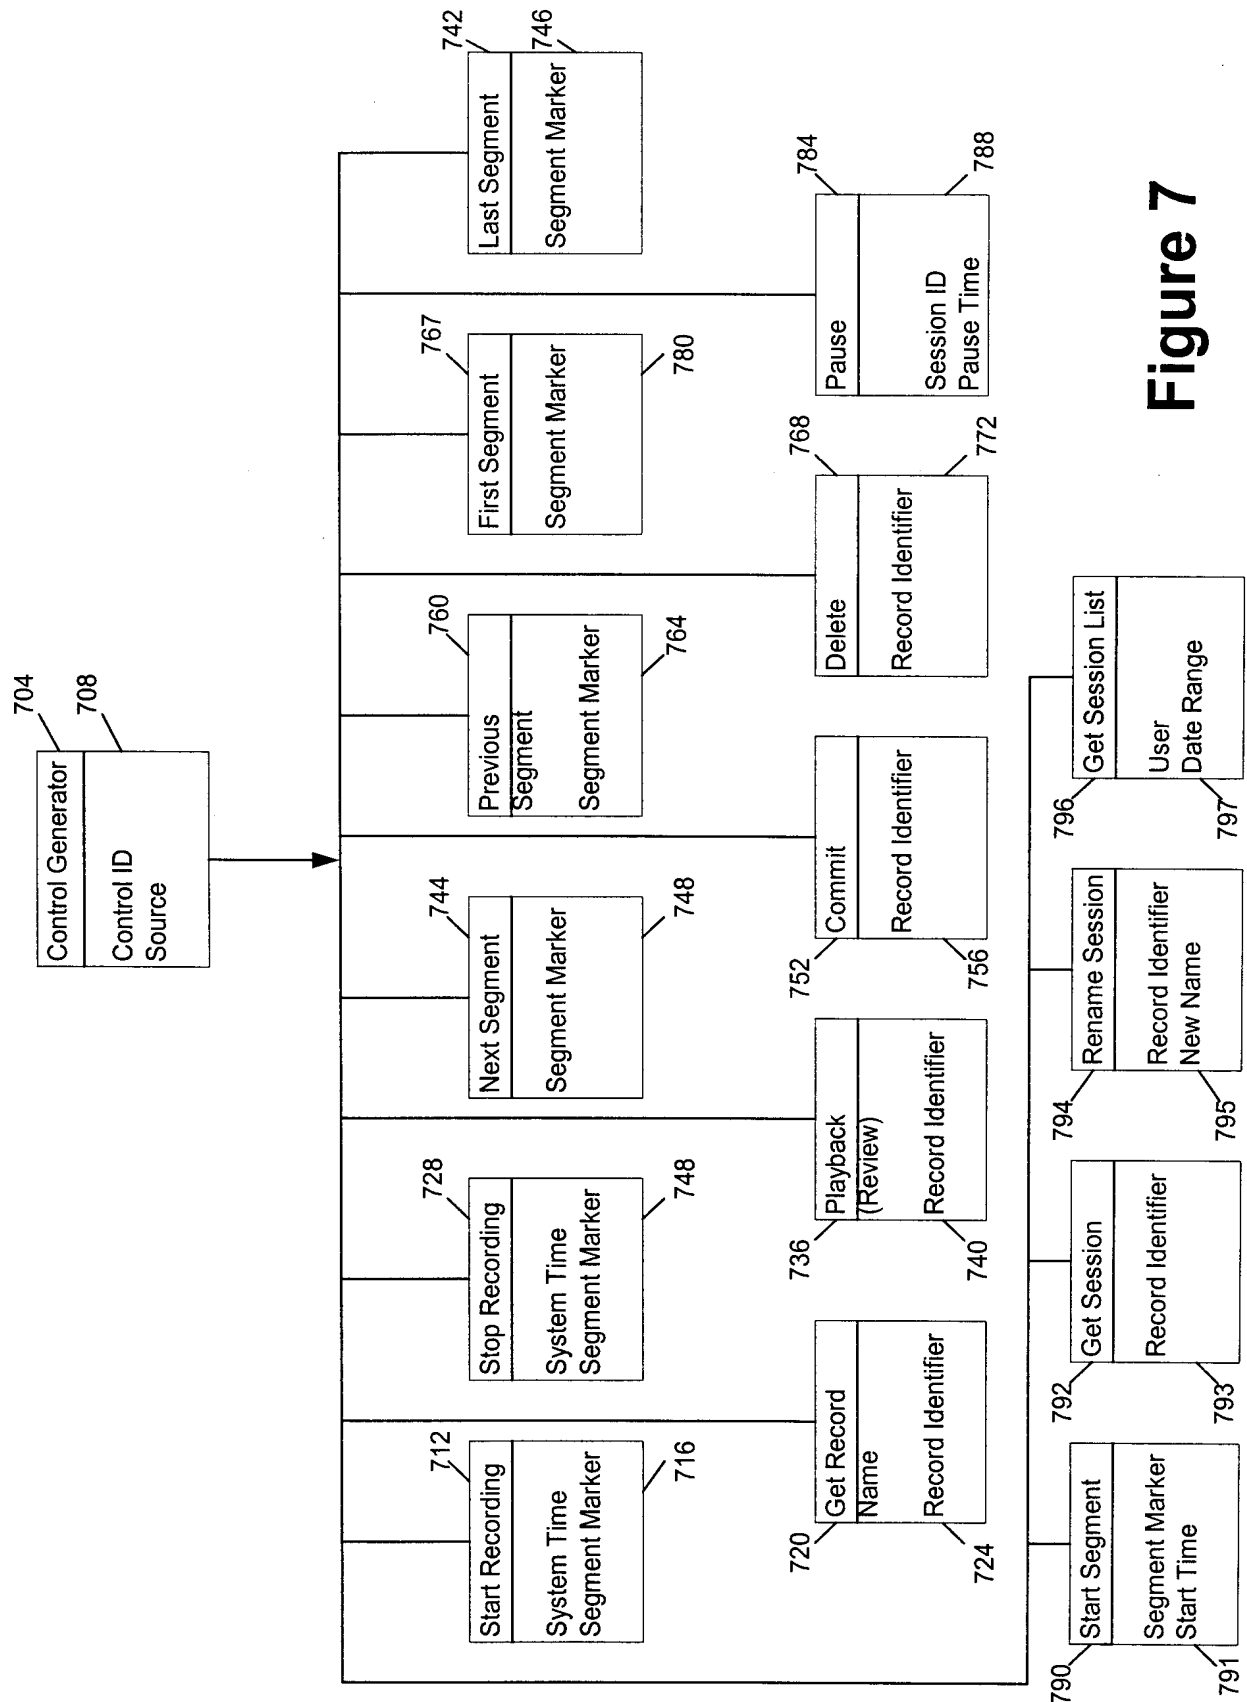 704
Control Generator
708
Control ID
Source
712
Start Recording
System Time
Segment Marker
716
728
Stop Recording
System Time
Segment Marker
748
744
Next Segment
Segment Marker
748
760
Previous
Segment
Segment Marker
764
767
First Segment
Segment Marker
780
742
Last Segment
746
Segment Marker
720
Get Record
Name
Record Identifier
724
736
Playback
(Review)
Record Identifier
740
752
Commit
Record Identifier
756
768
Delete
Record Identifier
772
784
Pause
Session ID
Pause Time
788
790
Start Segment
Segment Marker
Start Time
791
792
Get Session
Record Identifier
793
794
Rename Session
Record Identifier
New Name
795
796
Get Session List
User
Date Range
797
Figure 7